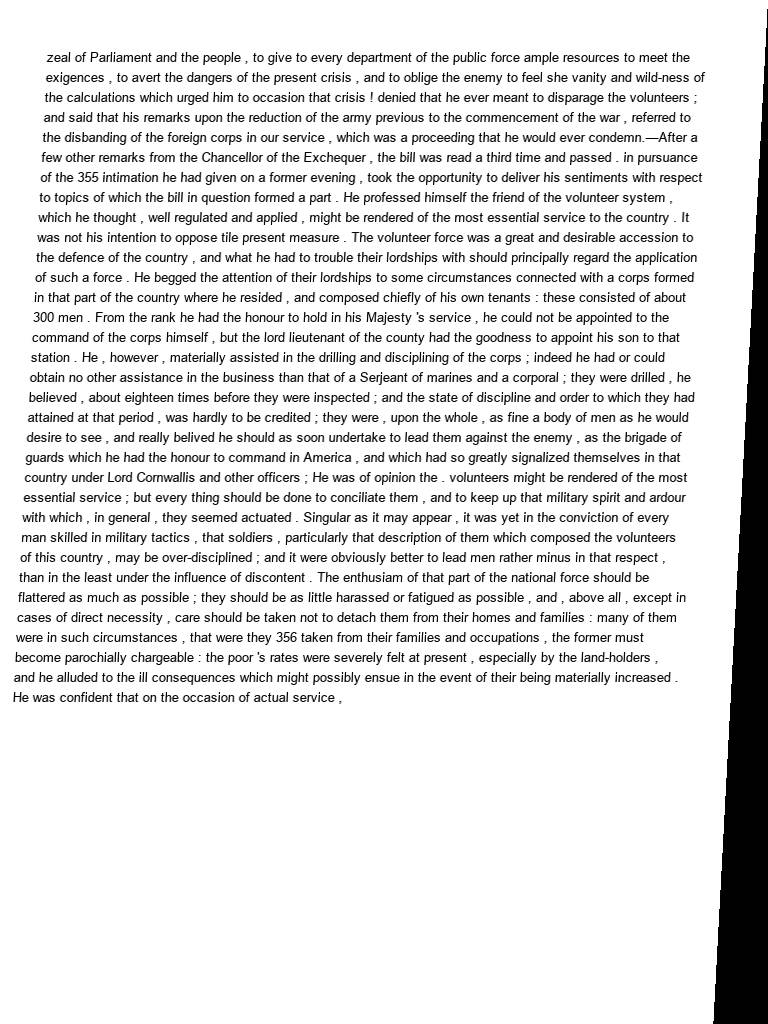 zeal of Parliament and the people , to give to every department of the public force ample resources to meet the
exigences , to avert the dangers of the present crisis , and to oblige the enemy to feel she vanity and wild-ness of
the calculations which urged him to occasion that crisis ! denied that he ever meant to disparage the volunteers ;
and said that his remarks upon the reduction of the army previous to the commencement of the war , referred to
the disbanding of the foreign corps in our service , which was a proceeding that he would ever condemn.—After a
few other remarks from the Chancellor of the Exchequer , the bill was read a third time and passed . in pursuance
of the 355 intimation he had given on a former evening , took the opportunity to deliver his sentiments with respect
to topics of which the bill in question formed a part . He professed himself the friend of the volunteer system ,
which he thought , well regulated and applied , might be rendered of the most essential service to the country . It
was not his intention to oppose tile present measure . The volunteer force was a great and desirable accession to
the defence of the country , and what he had to trouble their lordships with should principally regard the application
of such a force . He begged the attention of their lordships to some circumstances connected with a corps formed
in that part of the country where he resided , and composed chiefly of his own tenants : these consisted of about
300 men . From the rank he had the honour to hold in his Majesty 's service , he could not be appointed to the
command of the corps himself , but the lord lieutenant of the county had the goodness to appoint his son to that
station . He , however , materially assisted in the drilling and disciplining of the corps ; indeed he had or could
obtain no other assistance in the business than that of a Serjeant of marines and a corporal ; they were drilled , he
believed , about eighteen times before they were inspected ; and the state of discipline and order to which they had
attained at that period , was hardly to be credited ; they were , upon the whole , as fine a body of men as he would
desire to see , and really belived he should as soon undertake to lead them against the enemy , as the brigade of
guards which he had the honour to command in America , and which had so greatly signalized themselves in that
country under Lord Cornwallis and other officers ; He was of opinion the . volunteers might be rendered of the most
essential service ; but every thing should be done to conciliate them , and to keep up that military spirit and ardour
with which , in general , they seemed actuated . Singular as it may appear , it was yet in the conviction of every
man skilled in military tactics , that soldiers , particularly that description of them which composed the volunteers
of this country , may be over-disciplined ; and it were obviously better to lead men rather minus in that respect ,
than in the least under the influence of discontent . The enthusiam of that part of the national force should be
flattered as much as possible ; they should be as little harassed or fatigued as possible , and , above all , except in
cases of direct necessity , care should be taken not to detach them from their homes and families : many of them
were in such circumstances , that were they 356 taken from their families and occupations , the former must
become parochially chargeable : the poor 's rates were severely felt at present , especially by the land-holders ,
and he alluded to the ill consequences which might possibly ensue in the event of their being materially increased .
He was confident that on the occasion of actual service ,